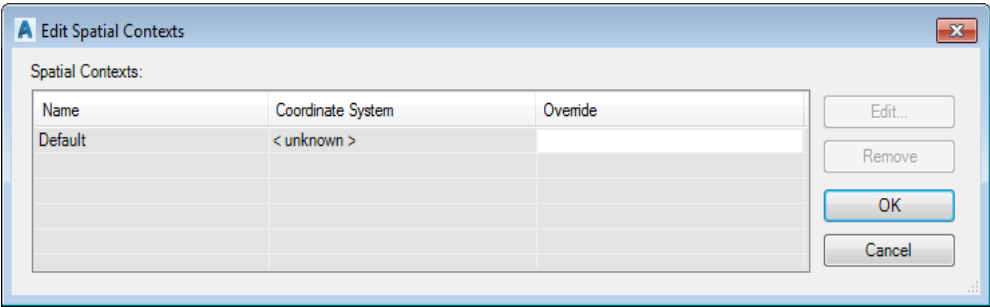 Edit Spatial Contexts
Spatial Contexts:
Name Coordinate System Override
Default < unknown >
Edit...
Remove
OK
Cancel